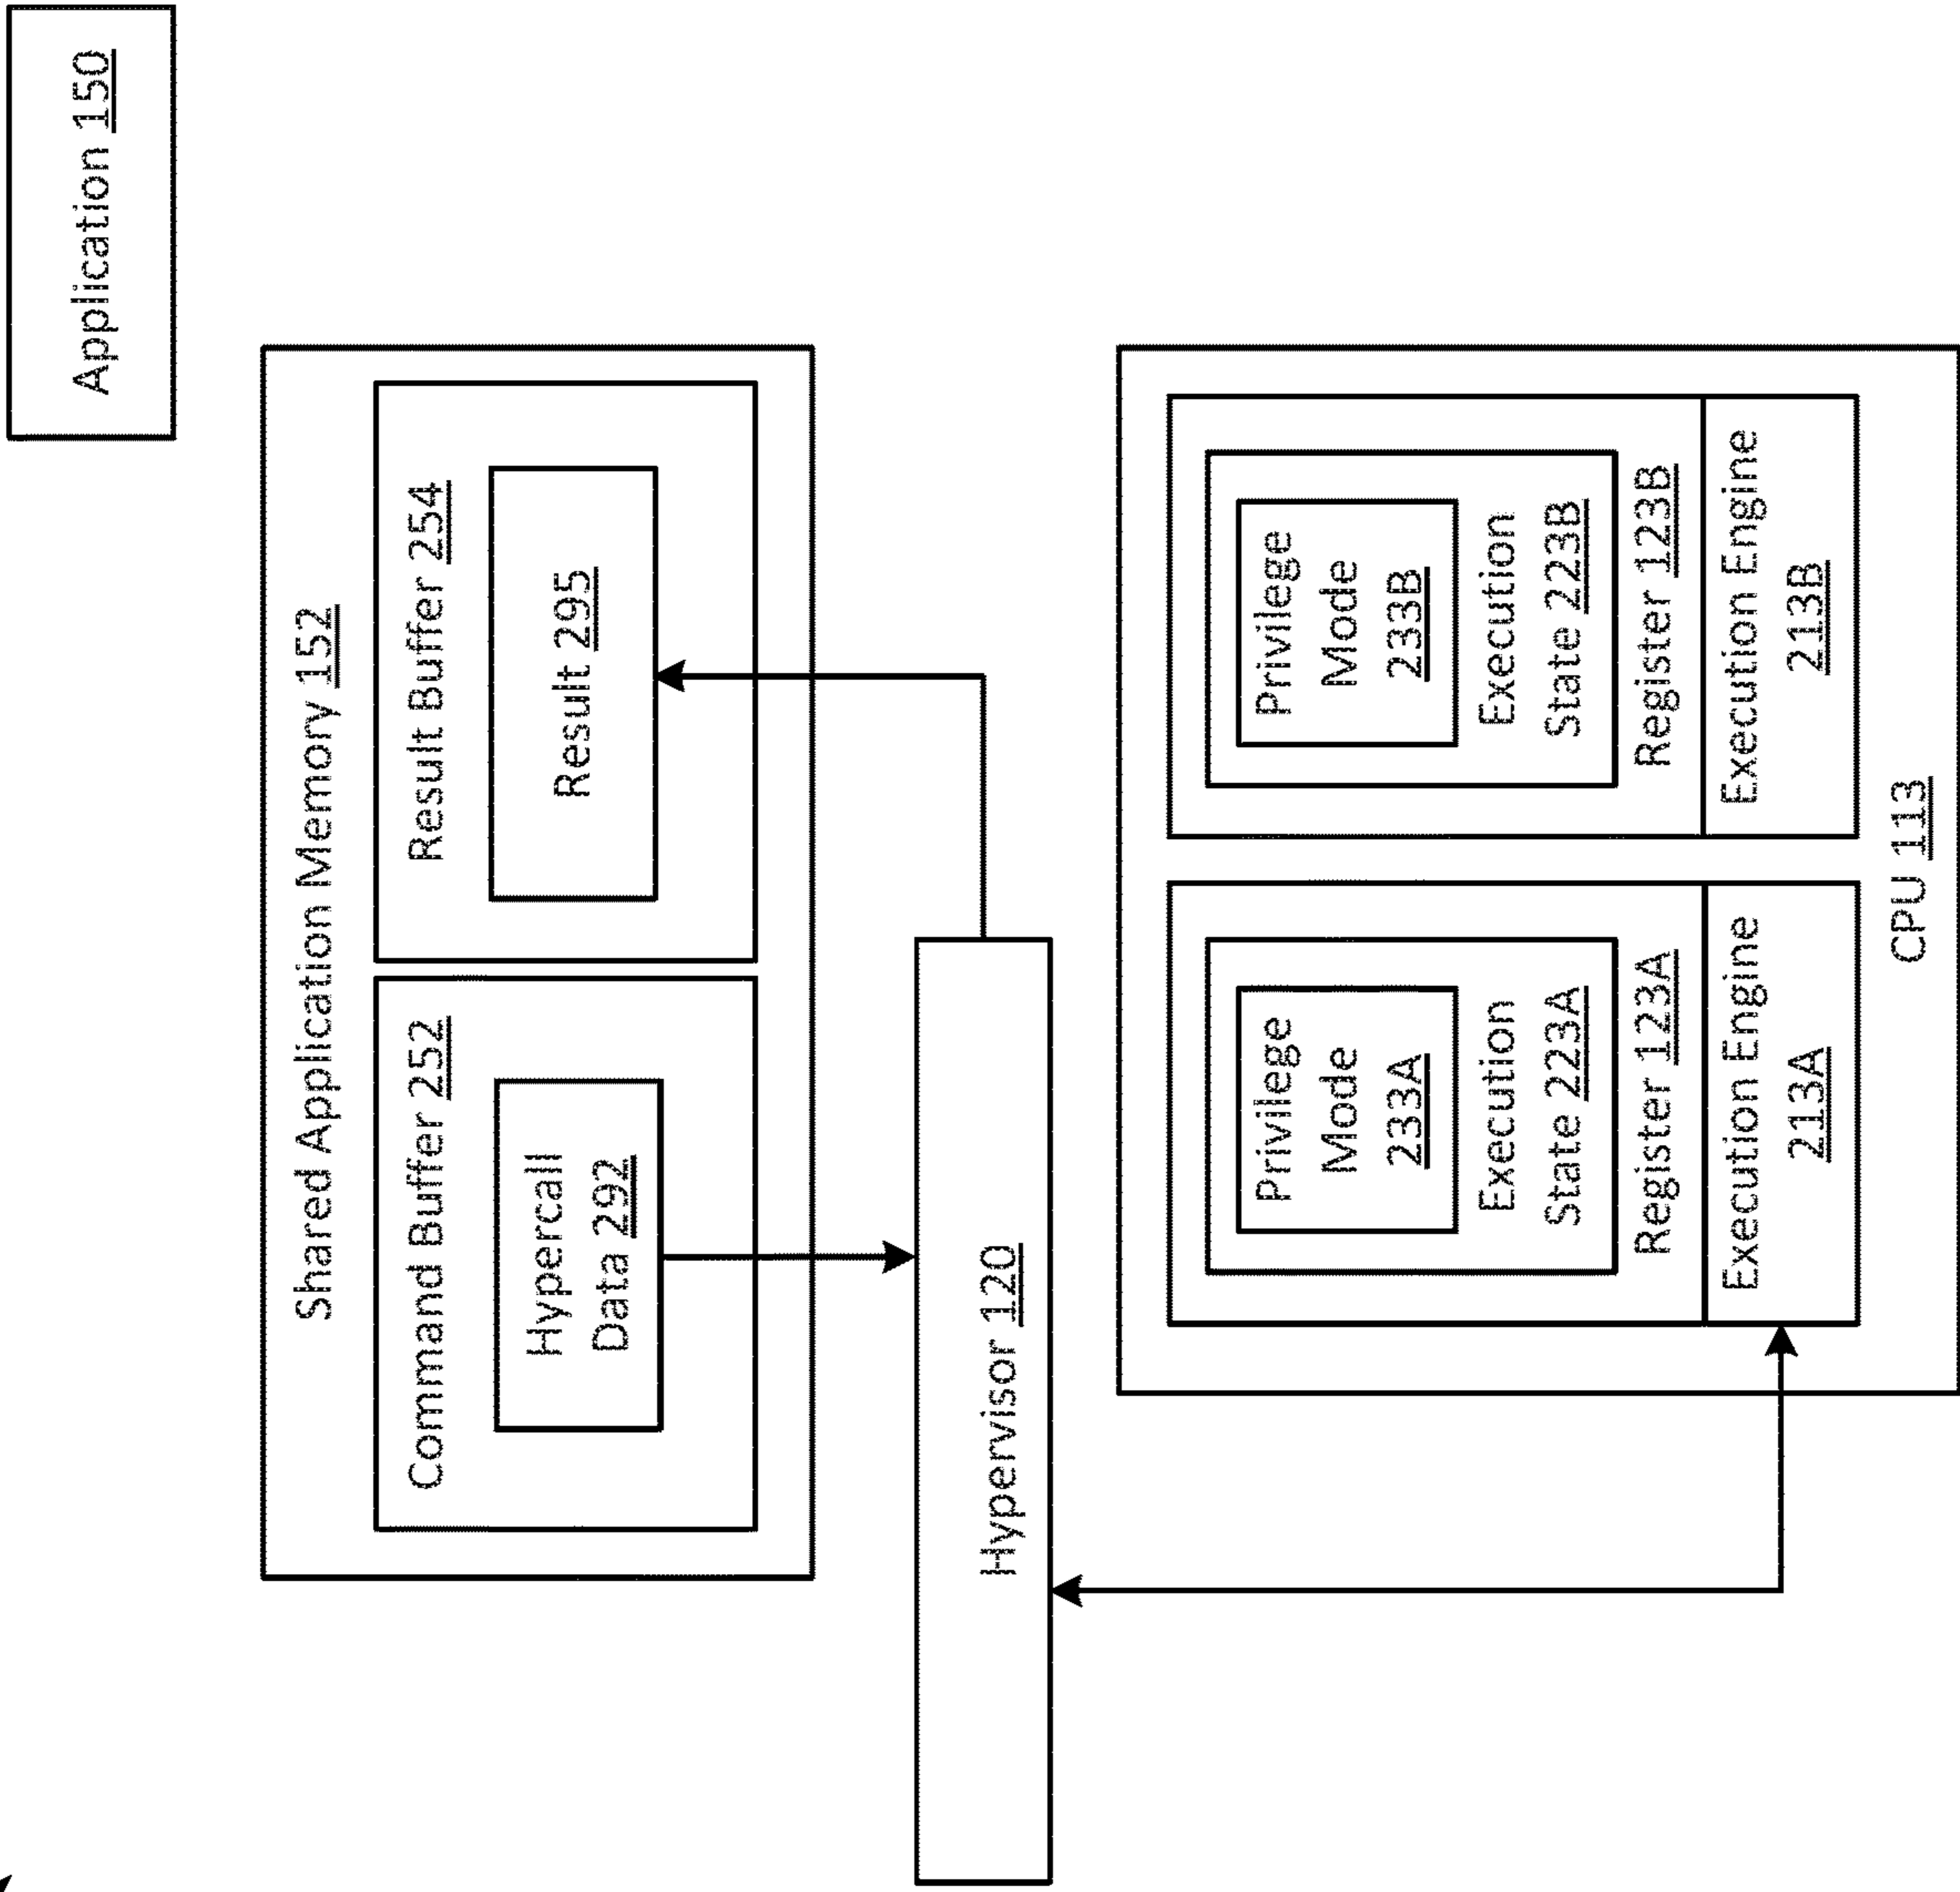 Application 150
Shared Application Memory 152
Command Buffer 252
Hypercall
Data 292
Result Buffer 254
Result 295
Hypervisor 120
Privilege
Mode
233A
Execution
State 223A
Register 123A
Execution Engine
213A
Privilege
Mode
233B
Execution
State 223B
Register 123B
Execution Engine
213B
CPU 113